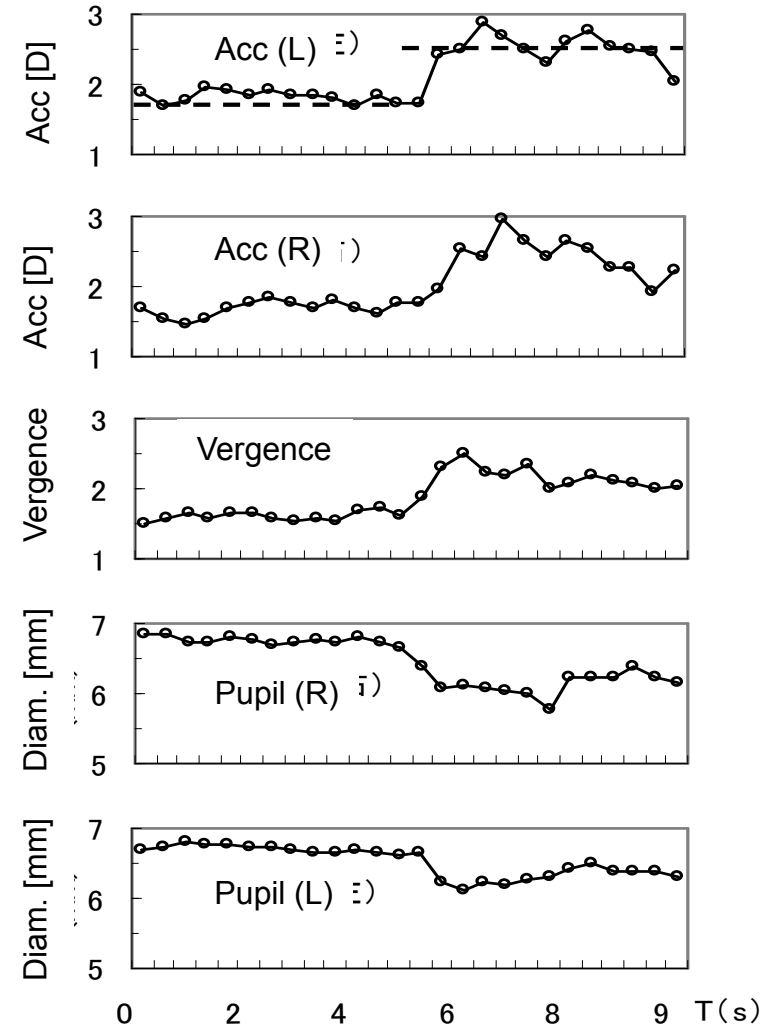 3
2
1
Acc [D]
Acc (L)
3
2
1
Acc [D]
Acc (R)
3
2
1
Vergence
Vergence
7
6
5
Diam. [mm]
Pupil (R)
7
6
5
Diam. [mm]
Pupil (L)
0 2 4 6 8 9 T(s)